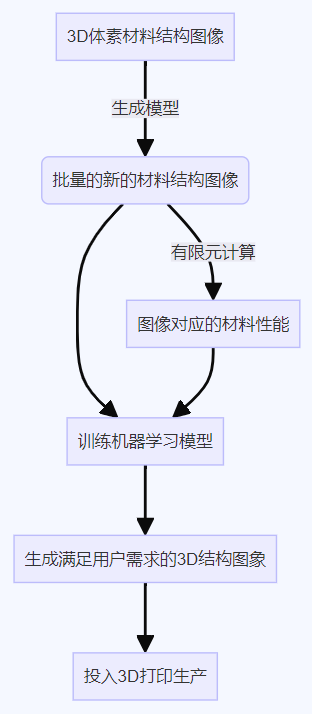 3D体素材料结构图像
生成模型
批量的新的材料结构图像
有限元计算
图像对应的材料性能
训练机器学习模型
生成满足用户需求的3D结构图象
投入3D打印生产